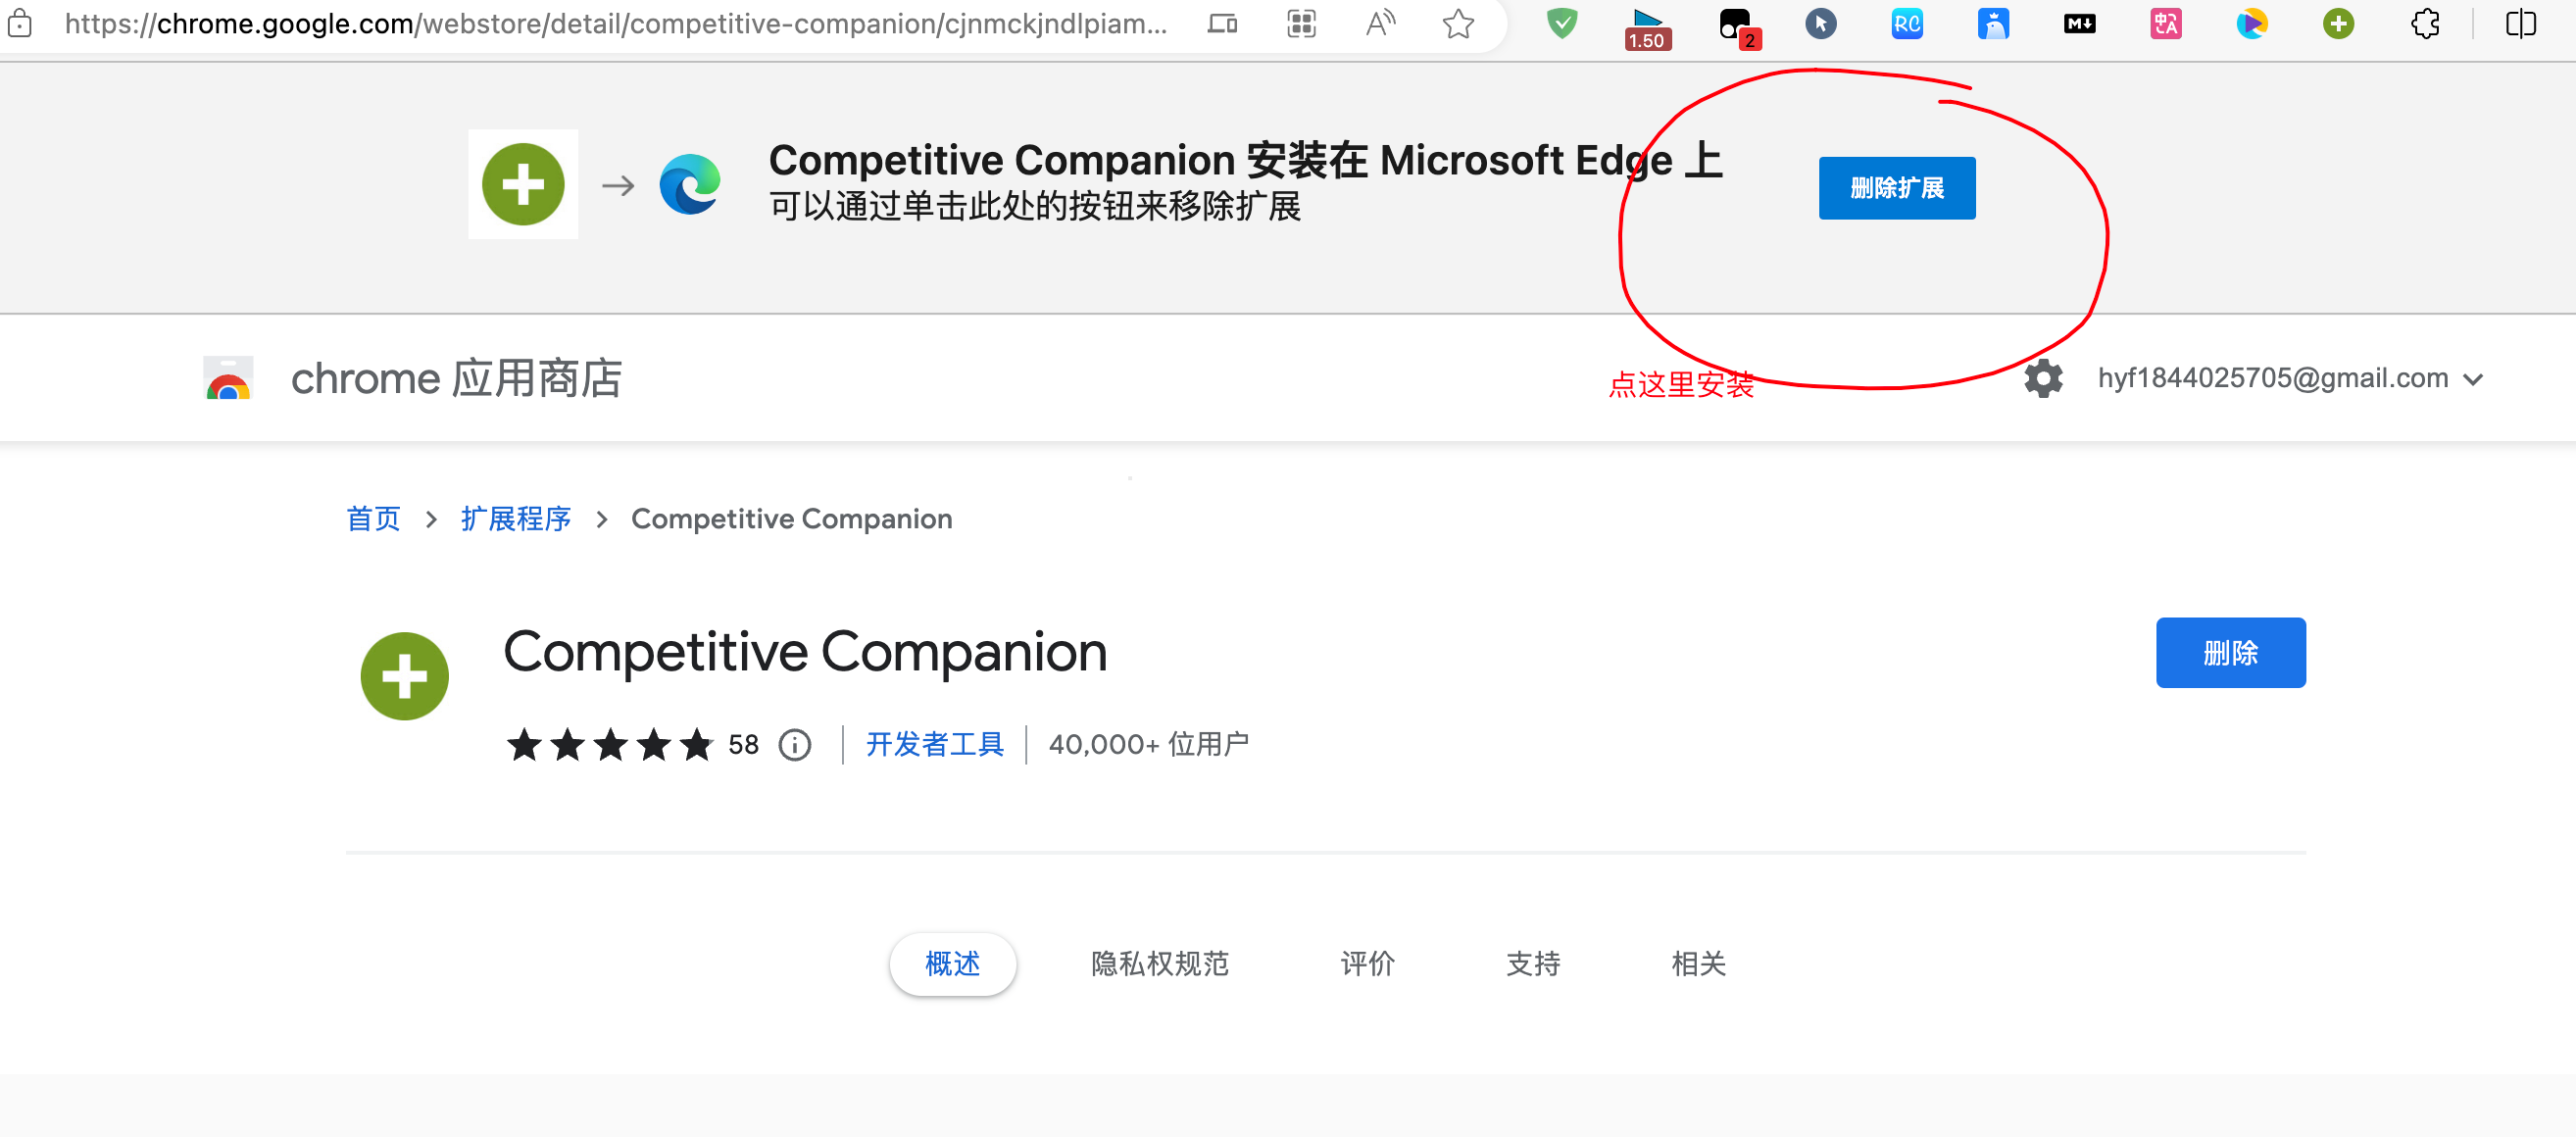 https://chrome.google.com/webstore/detail/competitive-companion/cjnmckjndlpiam...
1.50
2
RC
M
中A
Competitive Companion 安装在 Microsoft Edge 上
可以通过单击此处的按钮来移除扩展
删除扩展
chrome 应用商店
点这里安装
hyf1844025705@gmail.com
首页
扩展程序
Competitive Companion
Competitive Companion
删除
58
开发者工具
40,000+ 位用户
概述
隐私权规范
评价
支持
相关